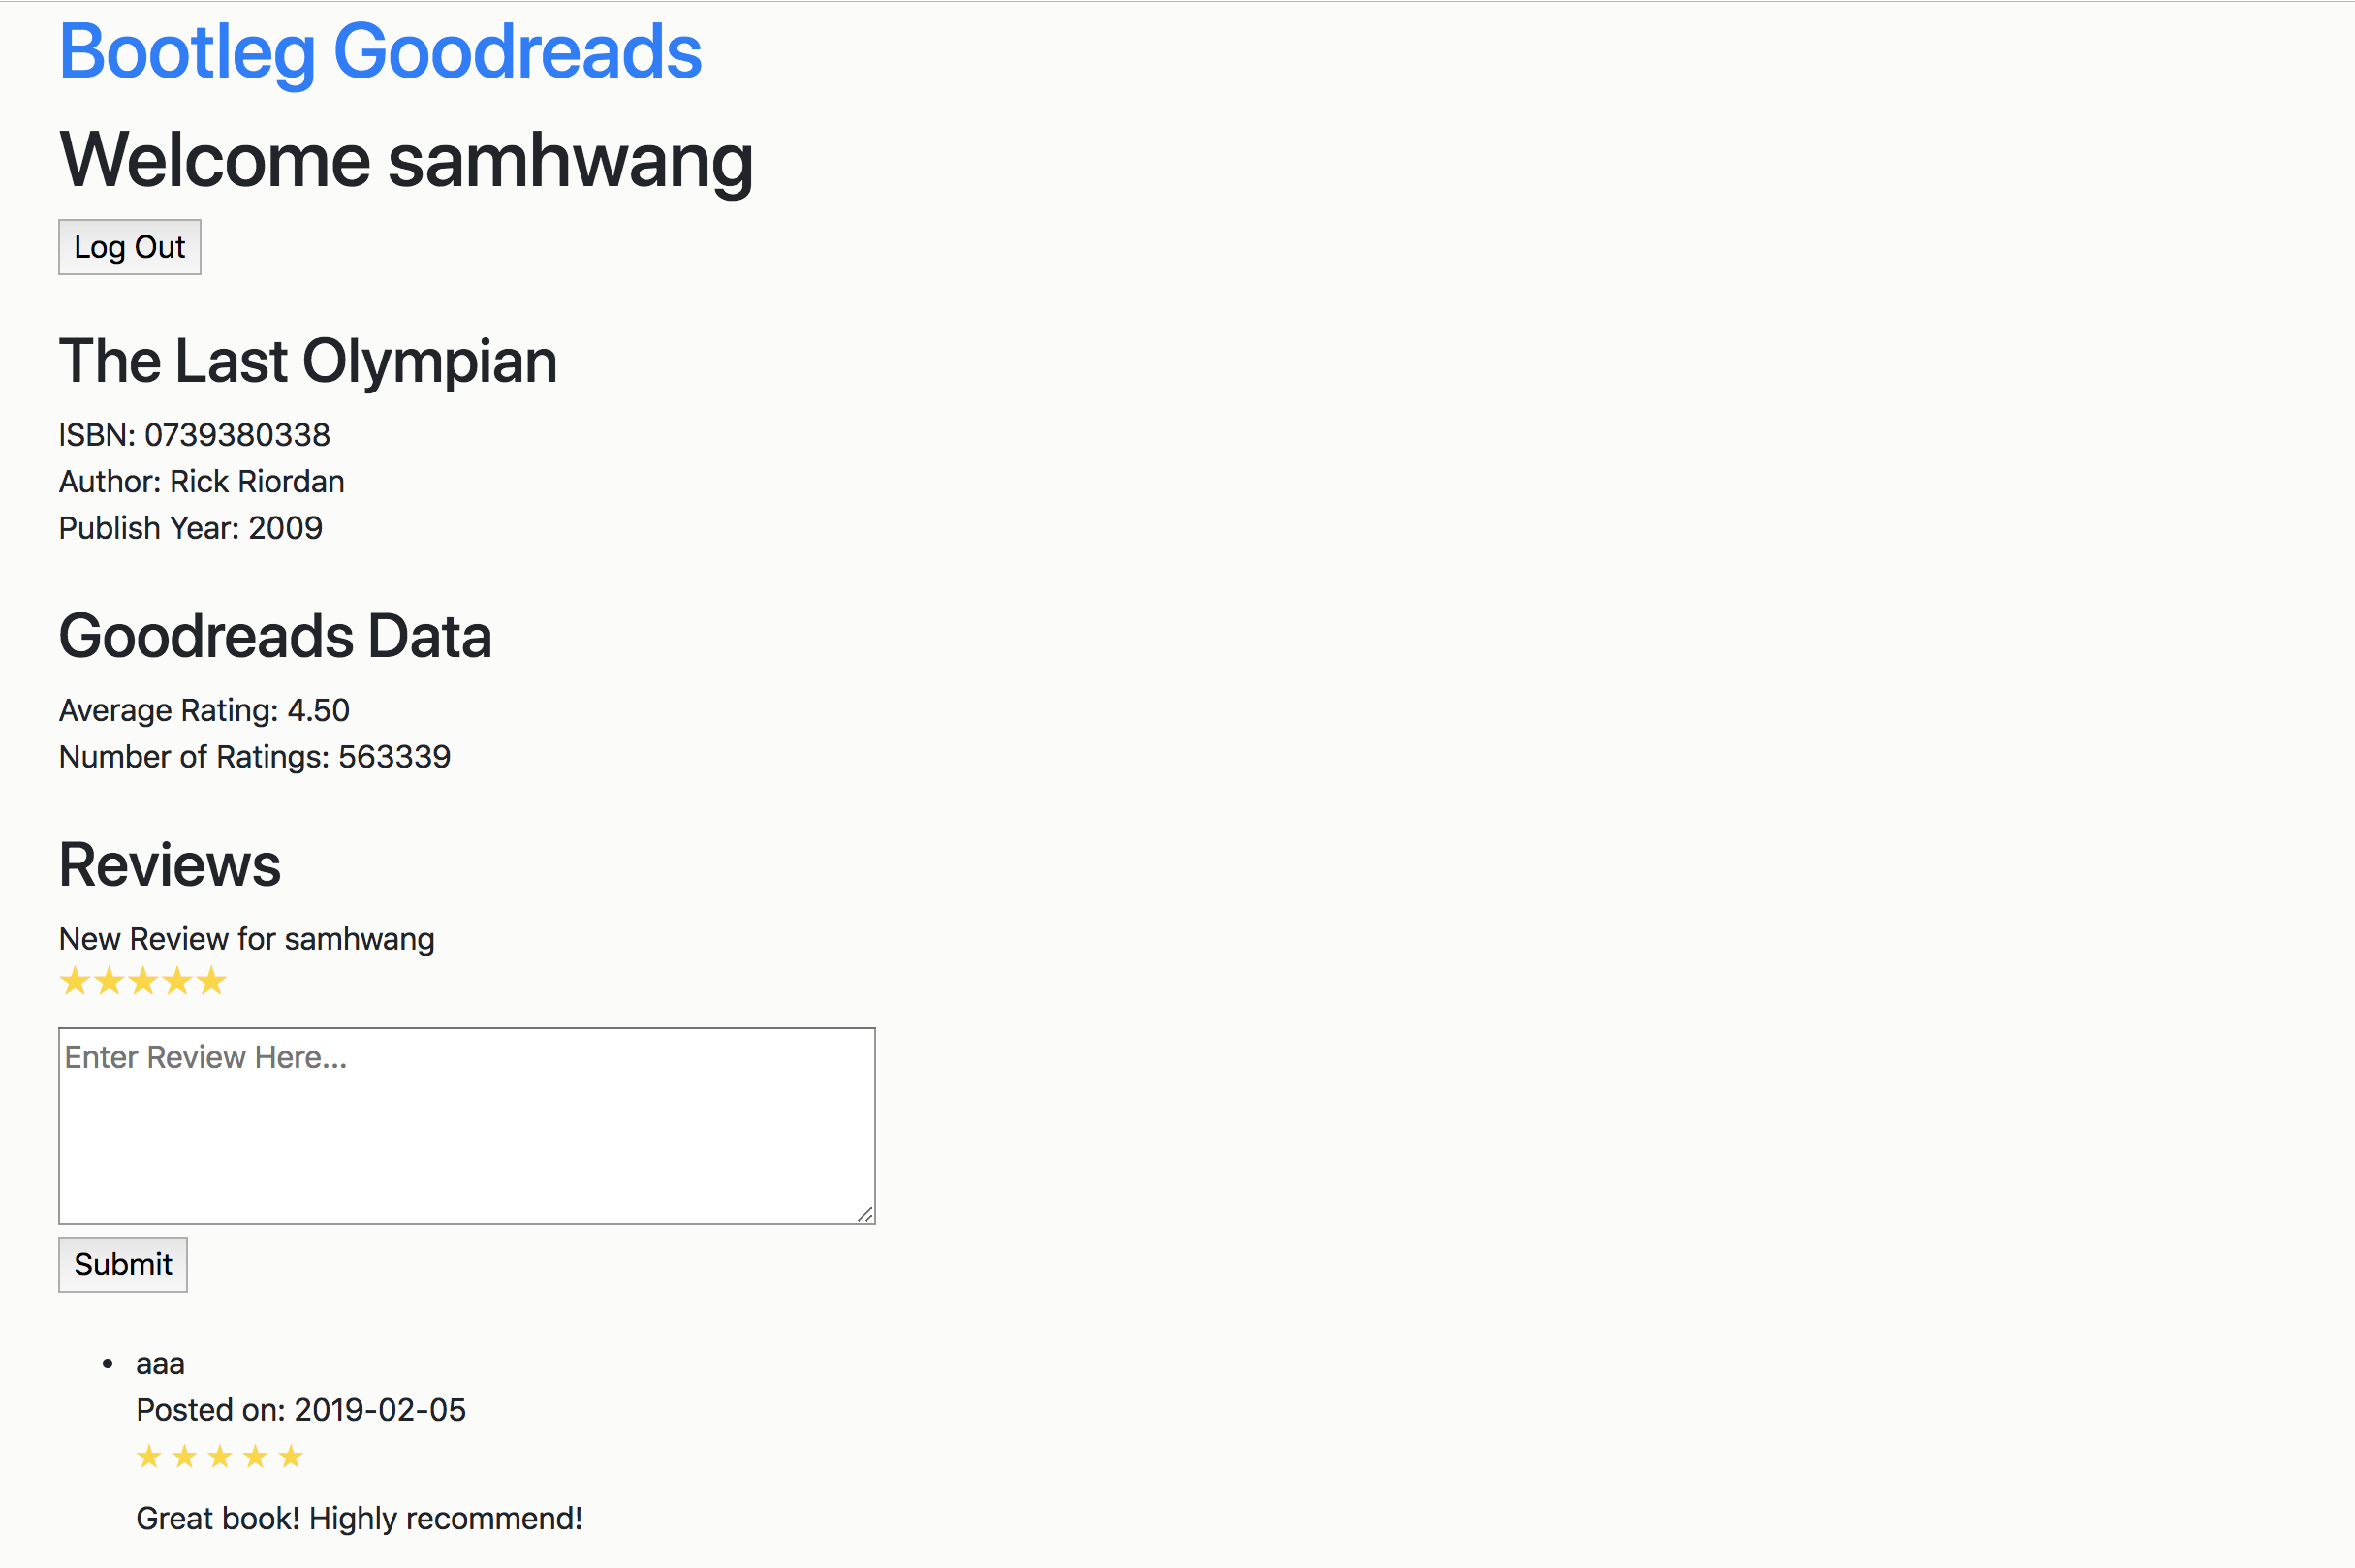 Bootleg Goodreads
Welcome samhwang
Log Out
The Last Olympian
ISBN: 0739380338
Author: Rick Riordan
Publish Year: 2009
Goodreads Data
Average Rating: 4.50
Number of Ratings: 563339
Reviews
New Review for samhwang
★★★★★
Enter Review Here...
Submit
• aaa
Posted on: 2019-02-05
★ ★ ★ ★ ★
Great book! Highly recommend!